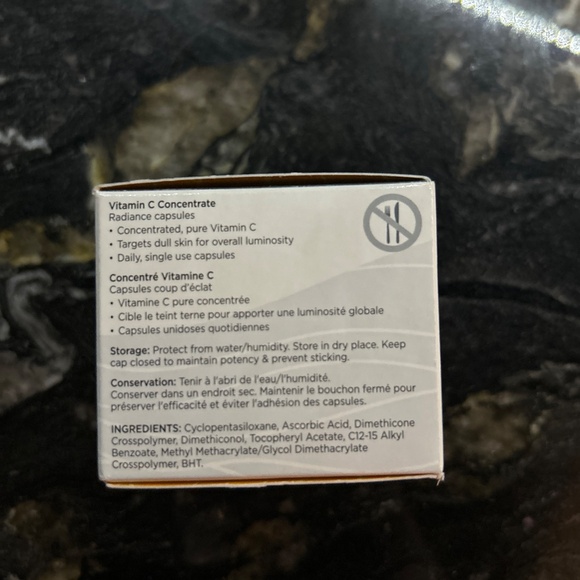 Vitamin C Concentrate
Radiance capsules
• Concentrated, pure Vitamin C
• Targets dull skin for overall luminosity
• Daily, single use capsules
Concentré Vitamine C
Capsules coup d'éclat
• Vitamine C pure concentrée
• Cible le teint terne pour apporter une luminosité globale
• Capsules unidoses quotidiennes
Storage: Protect from water/humidity. Store in dry place. Keep
cap closed to maintain potency & prevent sticking.
Conservation: Tenir à l'abri de l'eau/l'humidité.
Conserver dans un endroit sec. Maintenir le bouchon fermé pour
préserver l'efficacité et éviter l'adhésion des capsules.
INGREDIENTS: Cyclopentasiloxane, Ascorbic Acid, Dimethicone
Crosspolymer, Dimethiconol, Tocopheryl Acetate, C12-15 Alkyl
Benzoate, Methyl Methacrylate/Glycol Dimethacrylate
Crosspolymer, BHT.